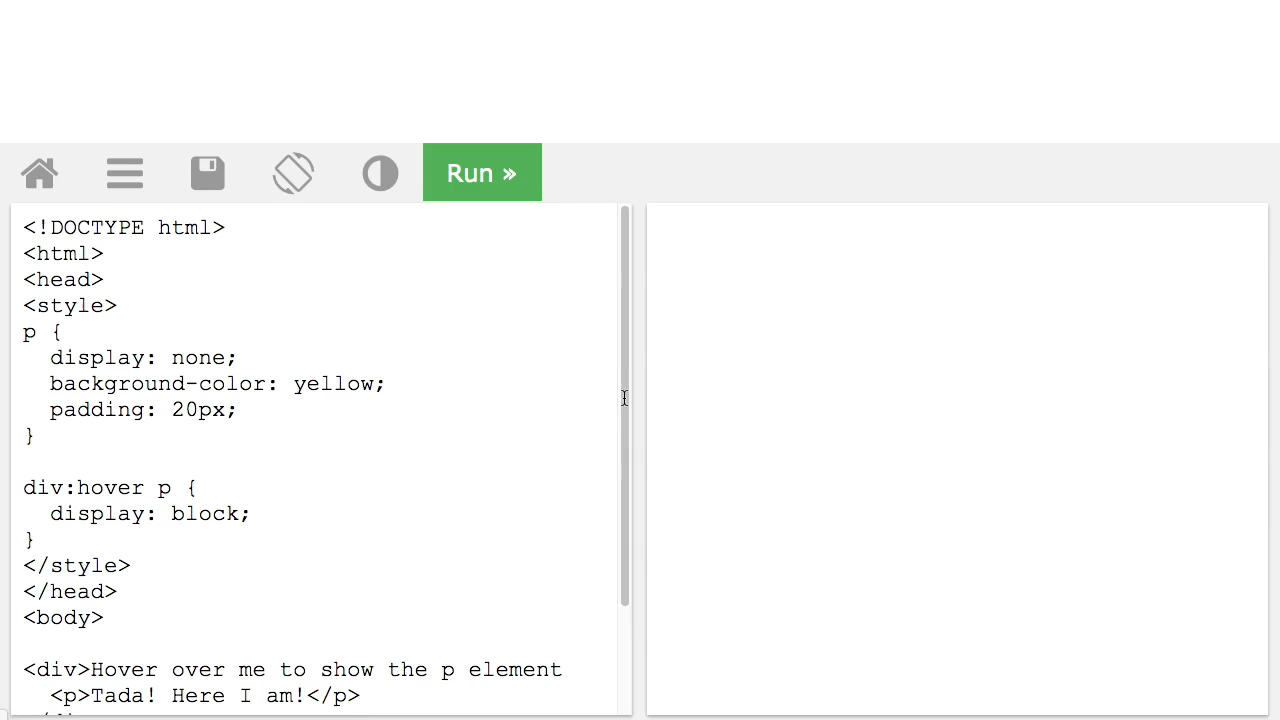 Run »
<!DOCTYPE html>
<html>
<head>
<style>
p {
  display: none;
  background-color: yellow;
  padding: 20px;
}

div:hover p {
  display: block;
}
</style>
</head>
<body>

<div>Hover over me to show the p element
  <p>Tada! Here I am!</p>